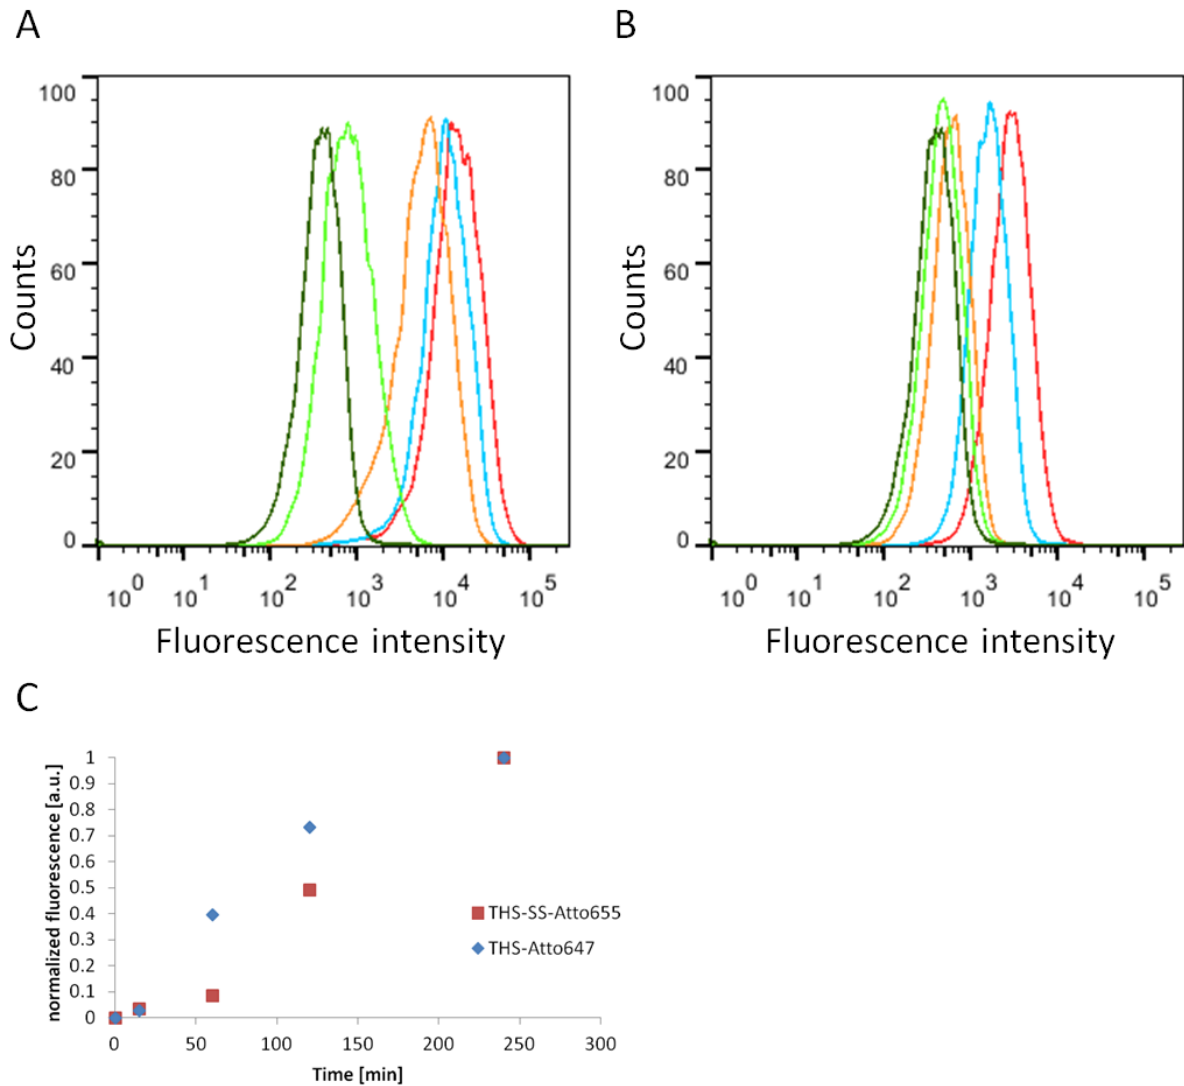 A
B
100
80
60
40
20
0
Counts
10^0 10^1 10^2 10^3 10^4 10^5
Fluorescence intensity
100
80
60
40
20
0
Counts
10^0 10^1 10^2 10^3 10^4 10^5
Fluorescence intensity
C
normalized fluorescence [a.u.]
1
0.9
0.8
0.7
0.6
0.5
0.4
0.3
0.2
0.1
0
THS-SS-Atto655
THS-Atto647
0 50 100 150 200 250 300
Time [min]